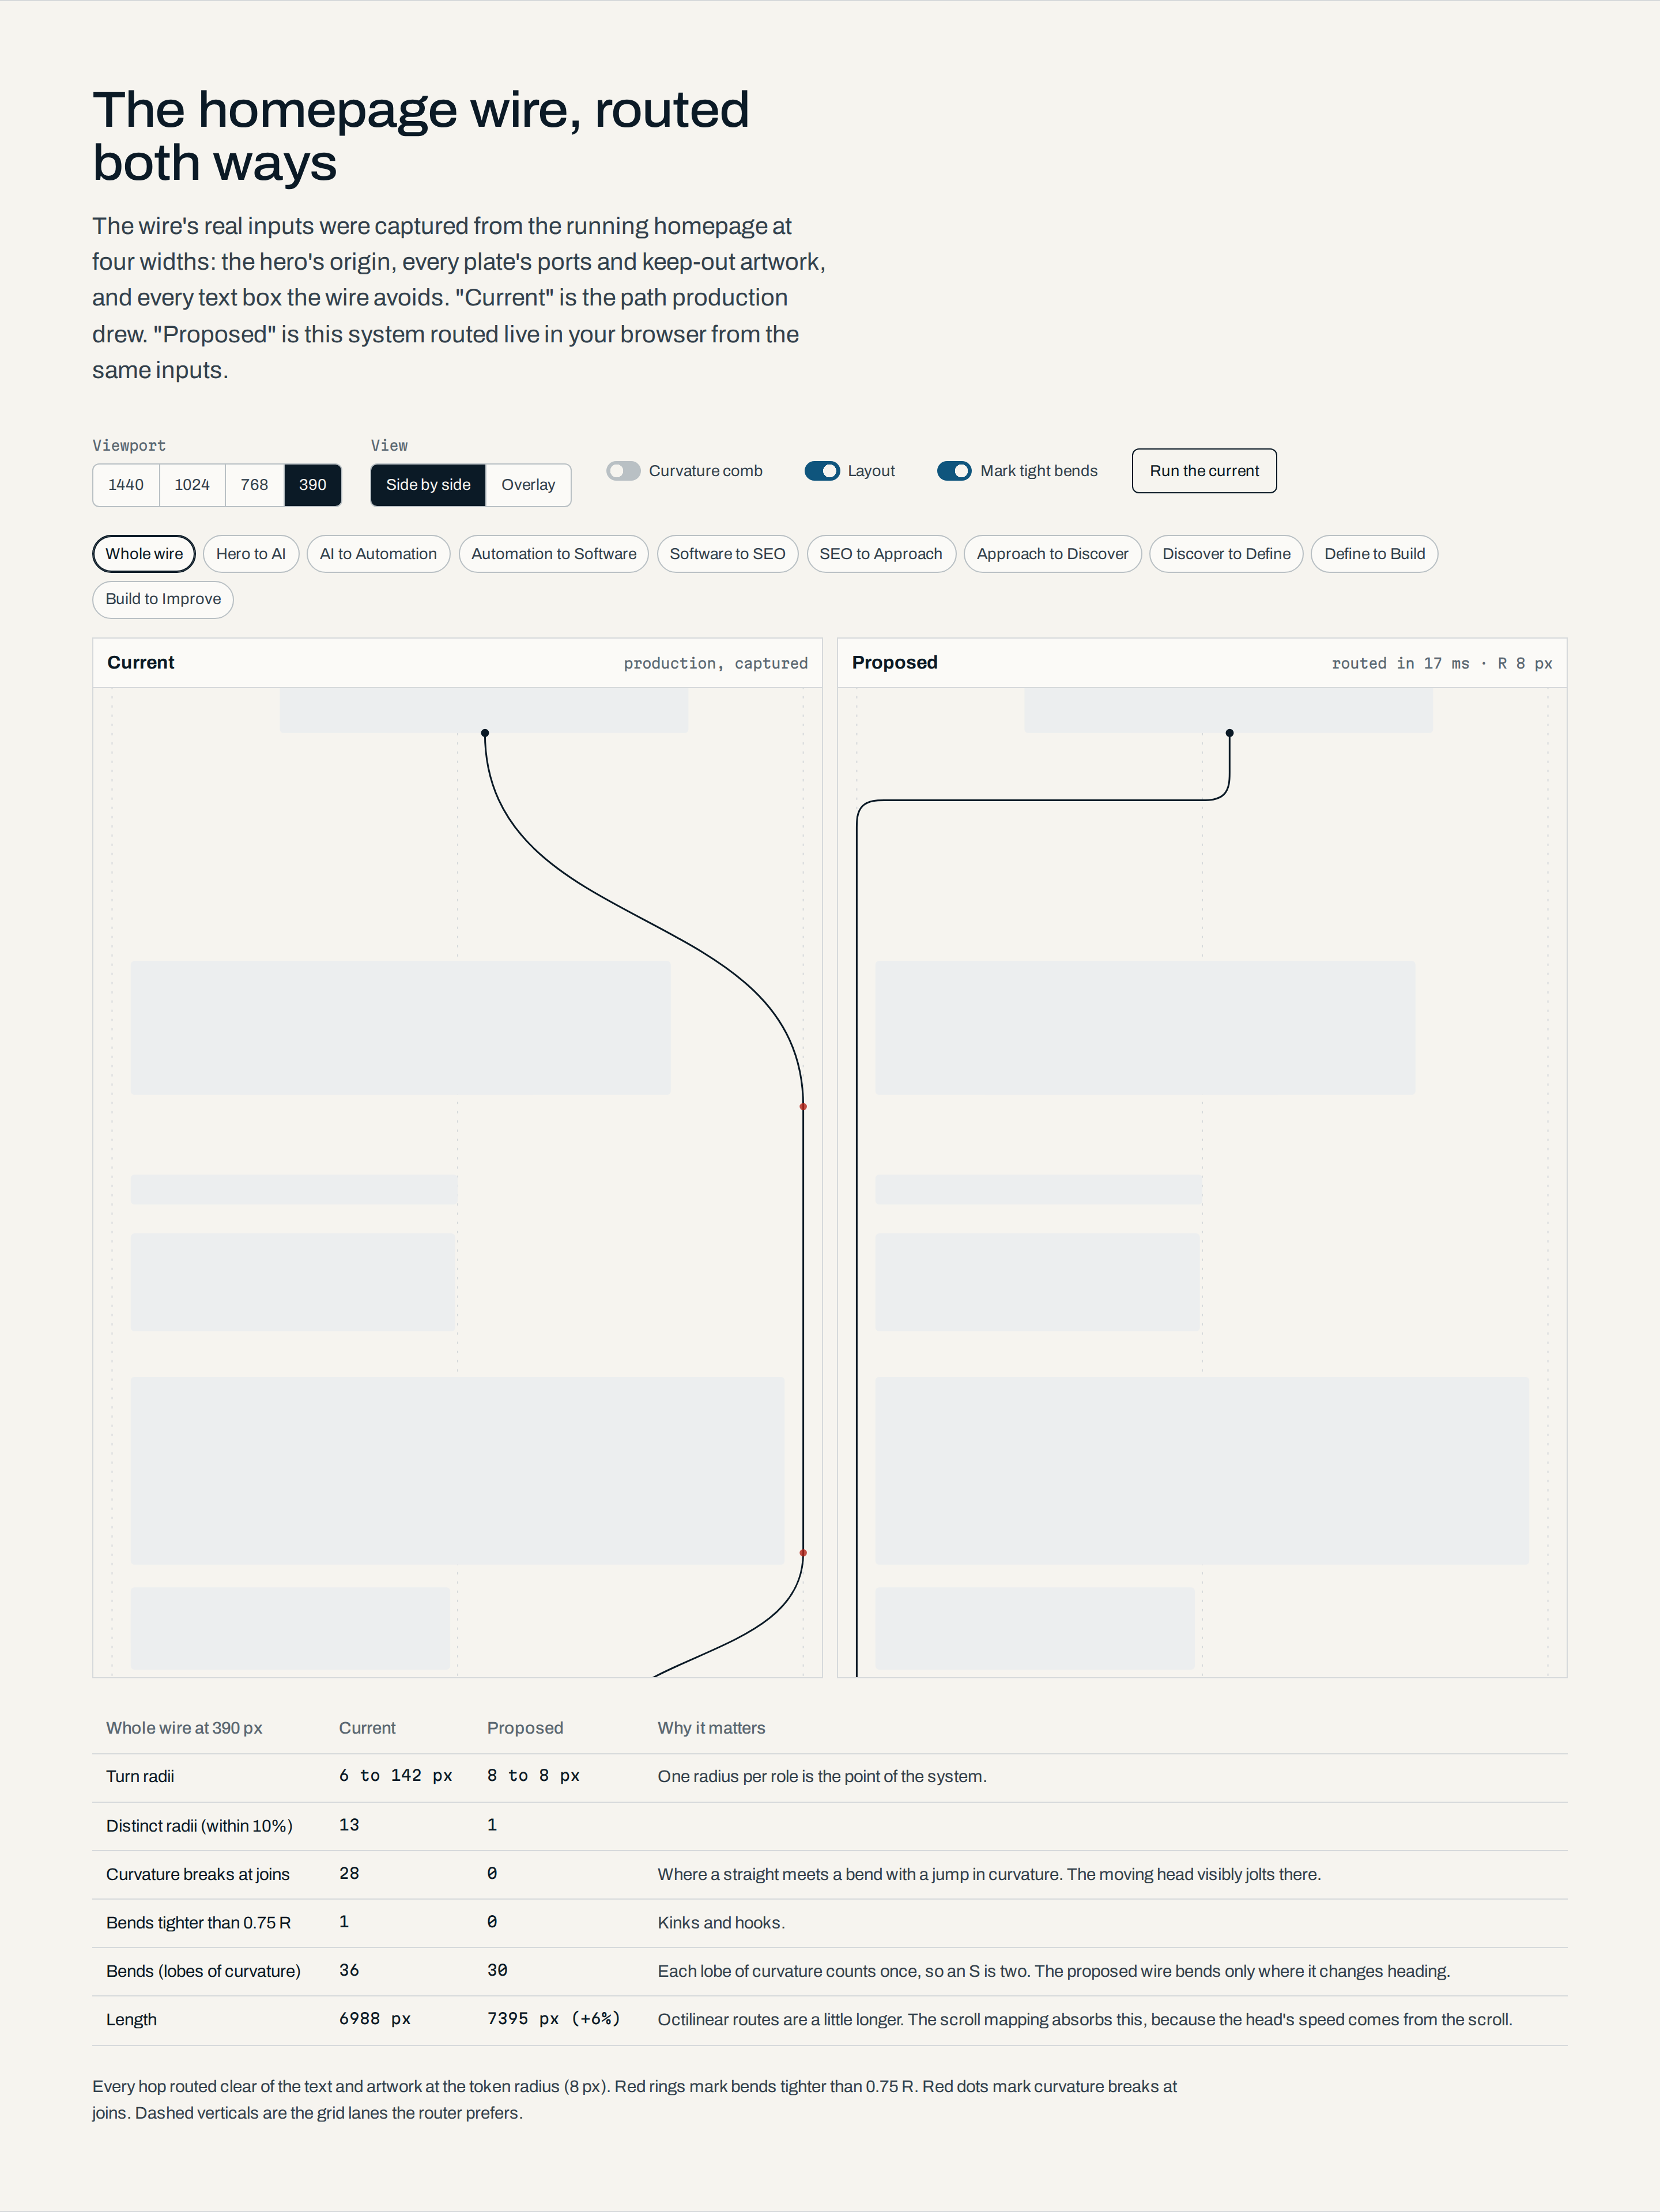 The homepage wire, routed
both ways
The wire's real inputs were captured from the running homepage at
four widths: the hero's origin, every plate's ports and keep-out artwork,
and every text box the wire avoids. "Current" is the path production
drew. "Proposed" is this system routed live in your browser from the
same inputs.
Viewport View
1440 1024 768 390 Side by side Overlay Curvature comb Layout Mark tight bends Run the current
Whole wire Hero to AI AI to Automation Automation to Software Software to SEO SEO to Approach Approach to Discover Discover to Define Define to Build
Build to Improve
Current production, captured Proposed routed in 17 ms · R 8 px
Whole wire at 390 px Current Proposed Why it matters
Turn radii 6 to 142 px 8 to 8 px One radius per role is the point of the system.
Distinct radii (within 10%) 13 1
Curvature breaks at joins 28 0 Where a straight meets a bend with a jump in curvature. The moving head visibly jolts there.
Bends tighter than 0.75 R 1 0 Kinks and hooks.
Bends (lobes of curvature) 36 30 Each lobe of curvature counts once, so an S is two. The proposed wire bends only where it changes heading.
Length 6988 px 7395 px (+6%) Octilinear routes are a little longer. The scroll mapping absorbs this, because the head's speed comes from the scroll.
Every hop routed clear of the text and artwork at the token radius (8 px). Red rings mark bends tighter than 0.75 R. Red dots mark curvature breaks at
joins. Dashed verticals are the grid lanes the router prefers.